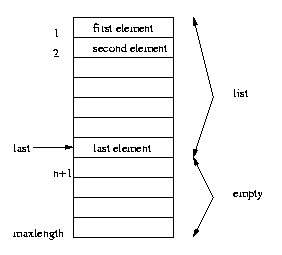 1 first element
2 second element
list
last last element
n+1
empty
maxlength